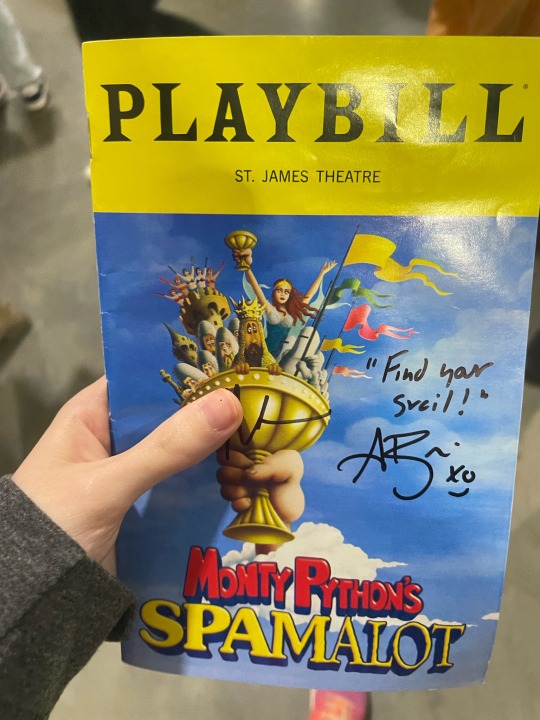 PLAYBILL®
ST. JAMES THEATRE
"Find your
grail!"
xo
MONTY PYTHON'S
SPAMALOT